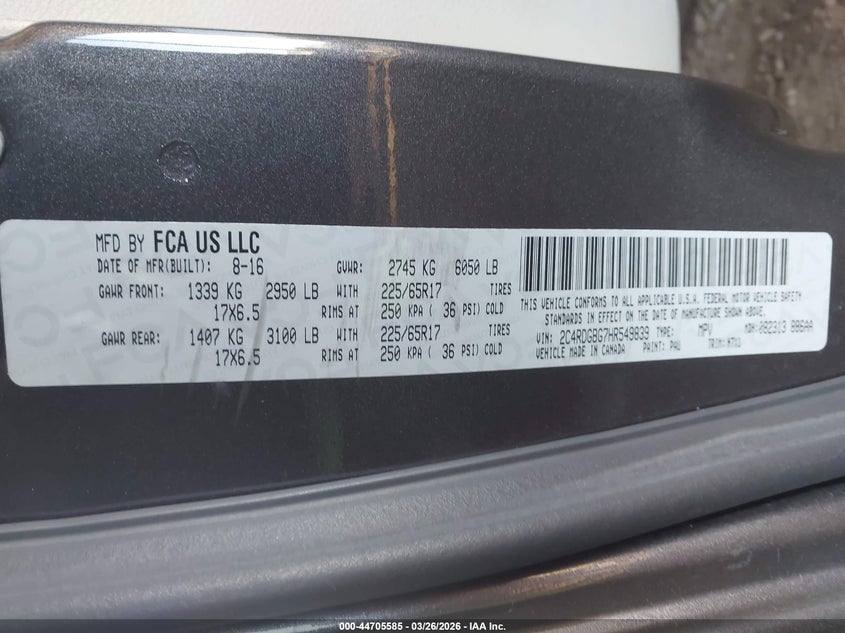 MFD BY FCA US LLC
DATE OF MFR(BUILT): 8-16 GVWR: 2745 KG 6050 LB
GAWR FRONT: 1339 KG 2950 LB WITH 225/65R17 TIRES
17X6.5 RIMS AT 250 KPA ( 36 PSI) COLD
GAWR REAR: 1407 KG 3100 LB WITH 225/65R17 TIRES
17X6.5 RIMS AT 250 KPA ( 36 PSI) COLD
THIS VEHICLE CONFORMS TO ALL APPLICABLE U.S.A. FEDERAL MOTOR VEHICLE SAFETY
STANDARDS IN EFFECT ON THE DATE OF MANUFACTURE SHOWN ABOVE.
VIN: 2C4RDGBG7HR549839 TYPE: MPV MDH: 082313 886AA
VEHICLE MADE IN CANADA PAINT: PAU TRIM:
000-44705585 - 03/26/2026 - IAA Inc.